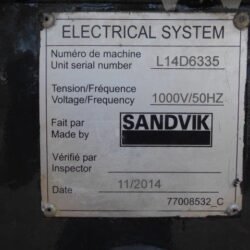 ELECTRICAL SYSTEM
Numéro de machine
Unit serial number L14D6335
Tension/Fréquence
Voltage/Frequency 1000V/50HZ
Fait par
Made by SANDVIK
Vérifié par
Inspector
Date 11/2014
77008532_C